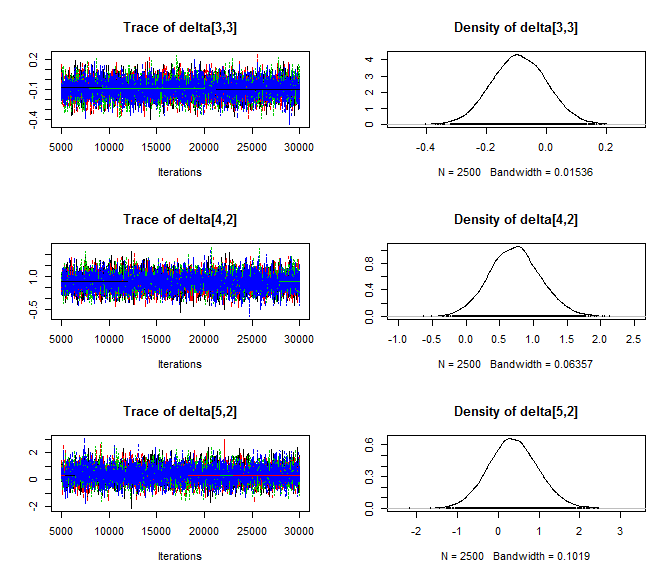 Trace of delta[3,3]
0.2
-0.1
-0.4
5000 10000 15000 20000 25000 30000
Iterations
Density of delta[3,3]
4
3
2
1
0
-0.4 -0.2 0.0 0.2
N = 2500 Bandwidth = 0.01536
Trace of delta[4,2]
1.0
-0.5
5000 10000 15000 20000 25000 30000
Iterations
Density of delta[4,2]
0.8
0.4
0.0
-1.0 -0.5 0.0 0.5 1.0 1.5 2.0 2.5
N = 2500 Bandwidth = 0.06357
Trace of delta[5,2]
2
0
-2
5000 10000 15000 20000 25000 30000
Iterations
Density of delta[5,2]
0.6
0.3
0.0
-2 -1 0 1 2 3
N = 2500 Bandwidth = 0.1019